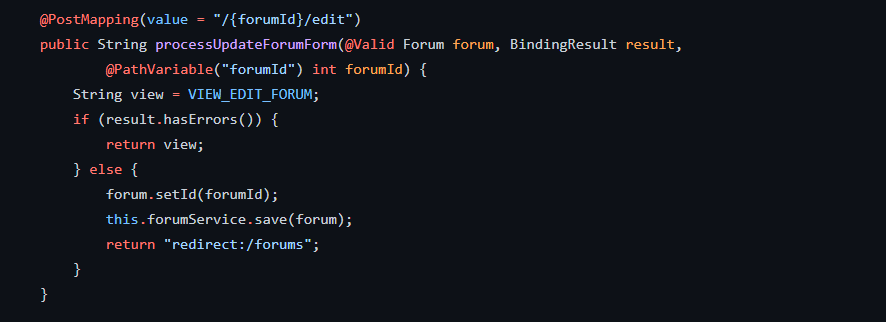 @PostMapping(value = "/{forumId}/edit")
public String processUpdateForumForm(@Valid Forum forum, BindingResult result,
@PathVariable("forumId") int forumId) {
String view = VIEW_EDIT_FORUM;
if (result.hasErrors()) {
return view;
} else {
forum.setId(forumId);
this.forumService.save(forum);
return "redirect:/forums";
}
}